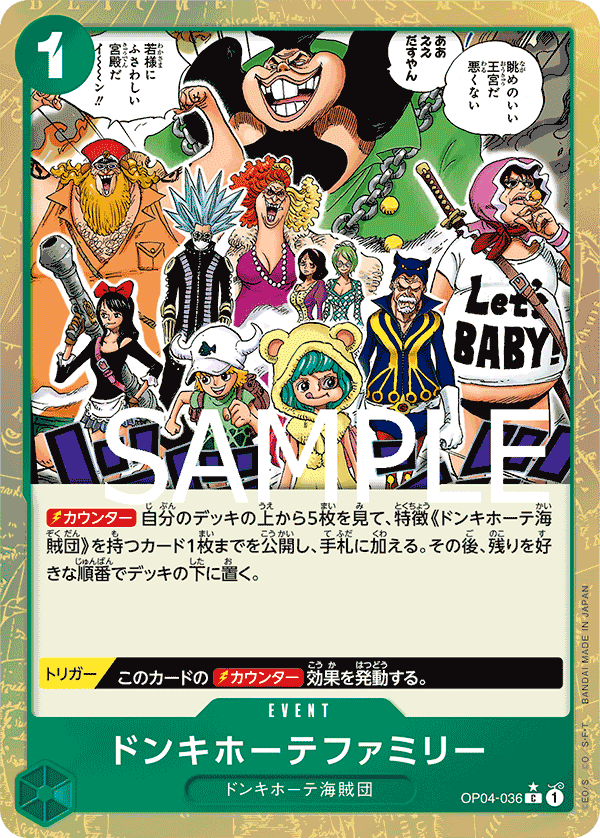 1
若様に
ふさわしい
宮殿だ
イ～～ン!!
ああ
ええ
だすやん
眺めのいい
王宮だ
悪くない
Let's
BABY!
SAMPLE
カウンター 自分のデッキの上から5枚を見て、特徴《ドンキホーテ海
賊団》を持つカード1枚までを公開し、手札に加える。その後、残りを好
きな順番でデッキの下に置く。
トリガー このカードの カウンター 効果を発動する。
EVENT
ドンキホーテファミリー
ドンキホーテ海賊団
OP04-036 C 1
BANDAI MADE IN JAPAN